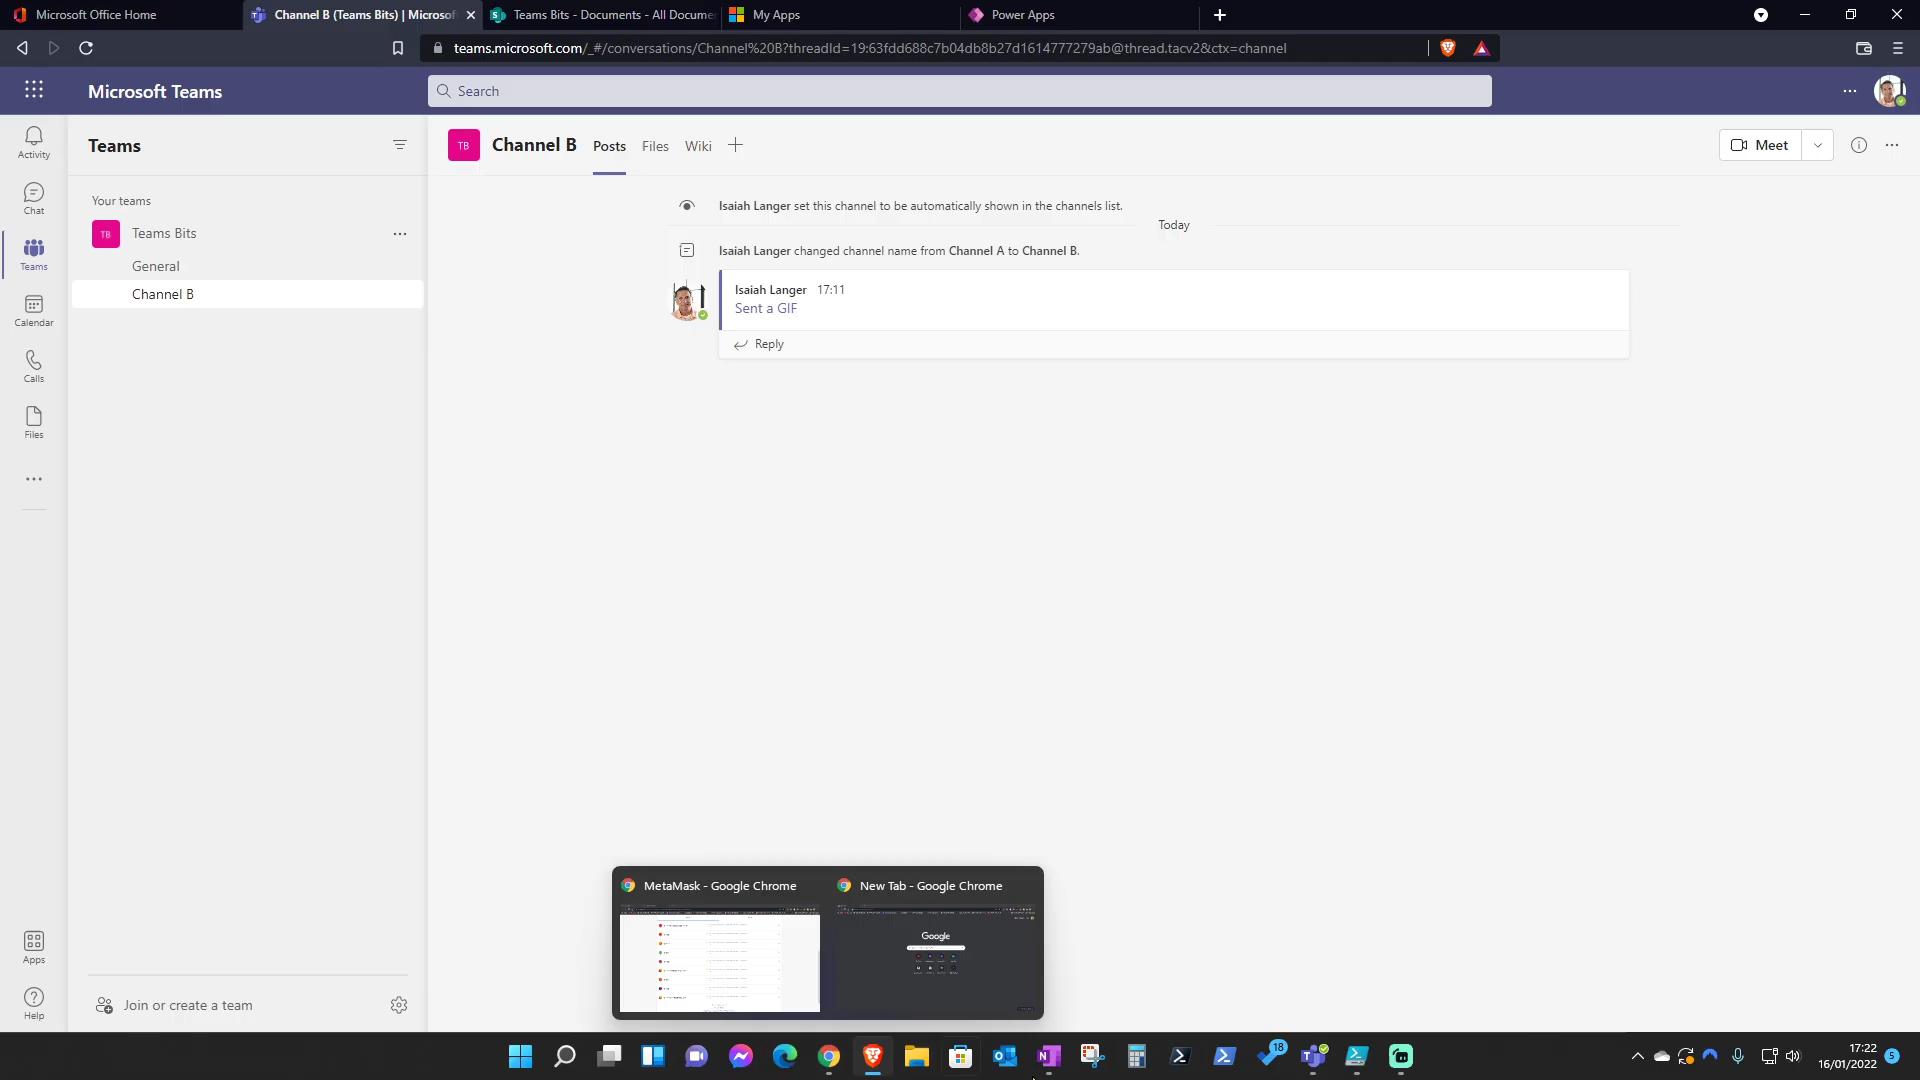 Microsoft Office Home
Channel B (Teams Bits) | Microsof
Teams Bits - Documents - All Docume
My Apps
Power Apps
teams.microsoft.com/_#/conversations/Channel%20B?threadId=19:63fdd688c7b04db8b27d1614777279ab@thread.tacv2&ctx=channel
Microsoft Teams
Search
Activity
Chat
Teams
Calendar
Calls
Files
Apps
Help
Teams
Your teams
TB
Teams Bits
General
Channel B
Join or create a team
TB
Channel B
Posts
Files
Wiki
Meet
Isaiah Langer set this channel to be automatically shown in the channels list.
Today
Isaiah Langer changed channel name from Channel A to Channel B.
Isaiah Langer 17:11
Sent a GIF
Reply
MetaMask - Google Chrome
New Tab - Google Chrome
Google
18
17:22
16/01/2022
5